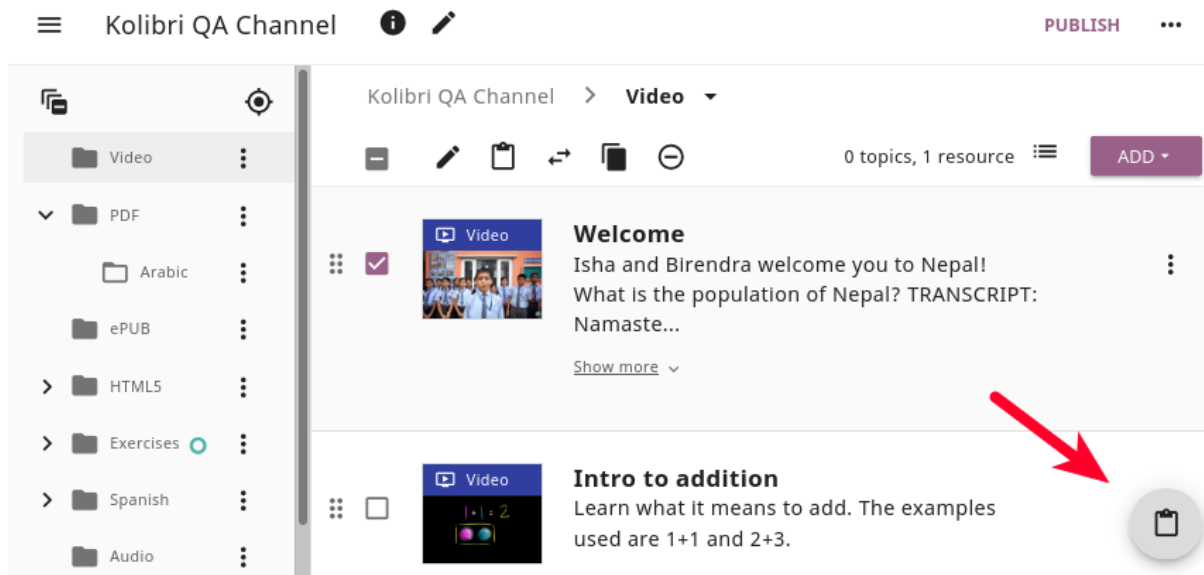 Kolibri QA Channel
PUBLISH
Video
PDF
Arabic
ePUB
HTML5
Exercises
Spanish
Audio
Kolibri QA Channel > Video
0 topics, 1 resource
ADD
Video
Welcome
Isha and Birendra welcome you to Nepal!
What is the population of Nepal? TRANSCRIPT:
Namaste...
Show more
Video
1+1=2
Intro to addition
Learn what it means to add. The examples
used are 1+1 and 2+3.